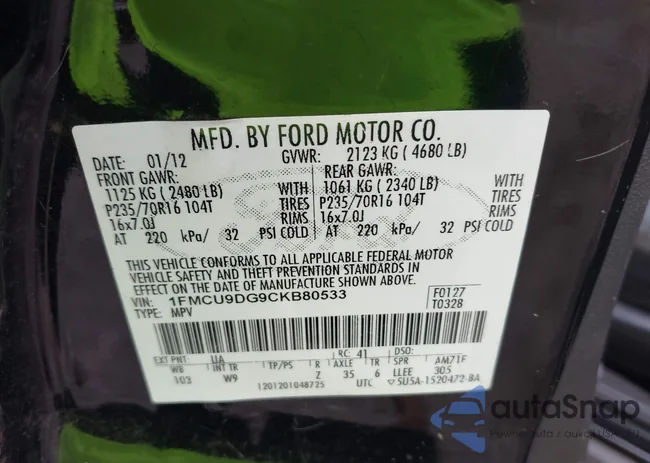 MFD. BY FORD MOTOR CO.
DATE: 01/12 GVWR: 2123 KG ( 4680 LB)
FRONT GAWR: REAR GAWR:
1125 KG ( 2480 LB) WITH 1061 KG ( 2340 LB) WITH
P235/70R16 104T TIRES P235/70R16 104T TIRES
16x7.0J RIMS 16x7.0J RIMS
AT 220 kPa/ 32 PSI COLD AT 220 kPa/ 32 PSI COLD
THIS VEHICLE CONFORMS TO ALL APPLICABLE FEDERAL MOTOR
VEHICLE SAFETY AND THEFT PREVENTION STANDARDS IN
EFFECT ON THE DATE OF MANUFACTURE SHOWN ABOVE.
VIN: 1FMCU9DG9CKB80533 F0127
TYPE: MPV T0328
EXT PNT: UA RC: 41 DSO:
WB INT TR TP/PS R AXLE TR AM71F
103 W9 Z 35 6 LLEE 305
1201201048725 UTC 5U5A-1520472-BA
autaSnap